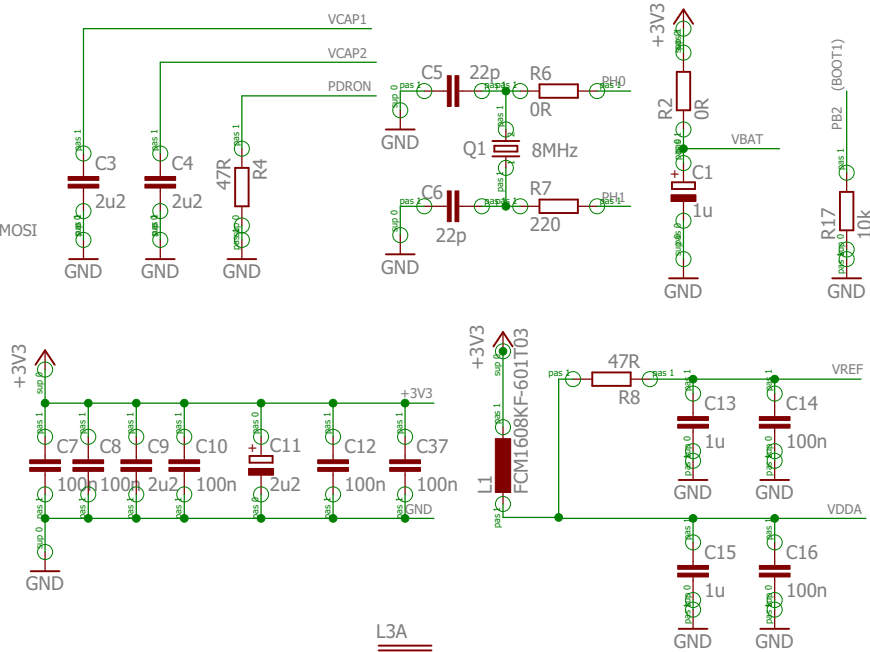 VCAP1
VCAP2
PDRON
C3
2u2
C4
2u2
47R
R4
MOSI
GND
GND
GND
C5
22p
R6
0R
PH0
GND
Q1
8MHz
C6
22p
R7
220
PH1
GND
+3V3
R2
0R
VBAT
C1
1u
GND
PB2 (BOOT1)
R17
10k
GND
+3V3
+3V3
C7
100n
C8
100n
C9
2u2
C10
100n
C11
2u2
C12
100n
C37
100n
GND
GND
+3V3
L1
FCM1608KF-601T03
47R
R8
VREF
C13
1u
C14
100n
GND
GND
VDDA
C15
1u
C16
100n
GND
GND
L3A